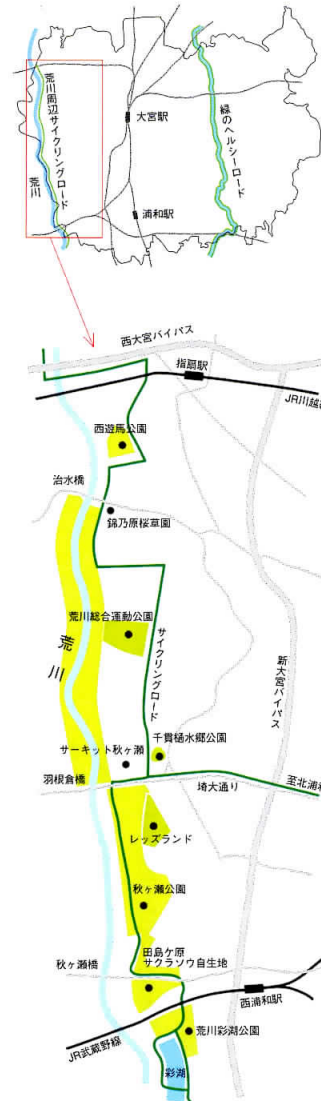 荒川周辺サイクリングロード
大宮駅
緑のヘルシーロード
荒川
浦和駅
西大宮バイパス
指扇駅
JR川越
西遊馬公園
治水橋
錦乃原桜草園
荒川総合運動公園
荒川
サイクリングロード
新大宮バイパス
千貫樋水郷公園
サーキット秋ヶ瀬
羽根倉橋
埼大通り
至北浦和
レッズランド
秋ヶ瀬公園
田島ケ原
サクラソウ自生地
秋ヶ瀬橋
西浦和駅
荒川彩湖公園
JR武蔵野線
彩湖